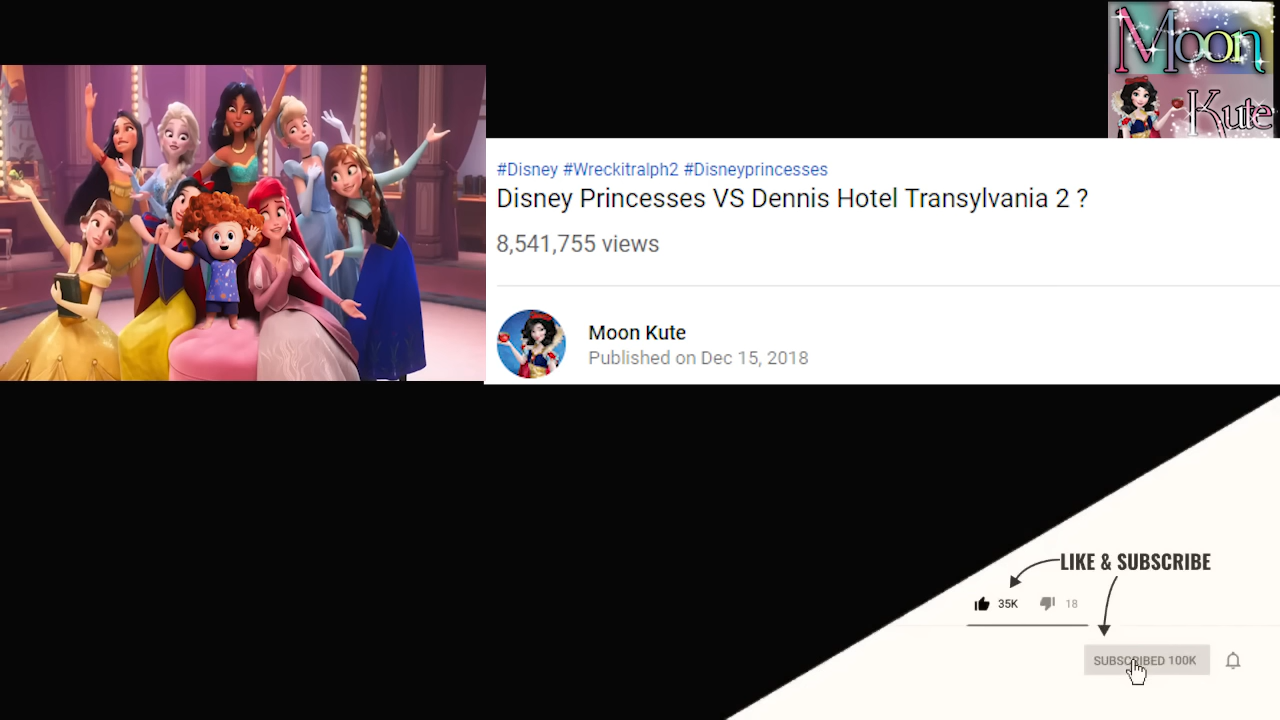 Moon
Kute
#Disney #Wreckitralph2 #Disneyprincesses
Disney Princesses VS Dennis Hotel Transylvania 2 ?
8,541,755 views
Moon Kute
Published on Dec 15, 2018
LIKE & SUBSCRIBE
35K 18
SUBSCRIBED 100K